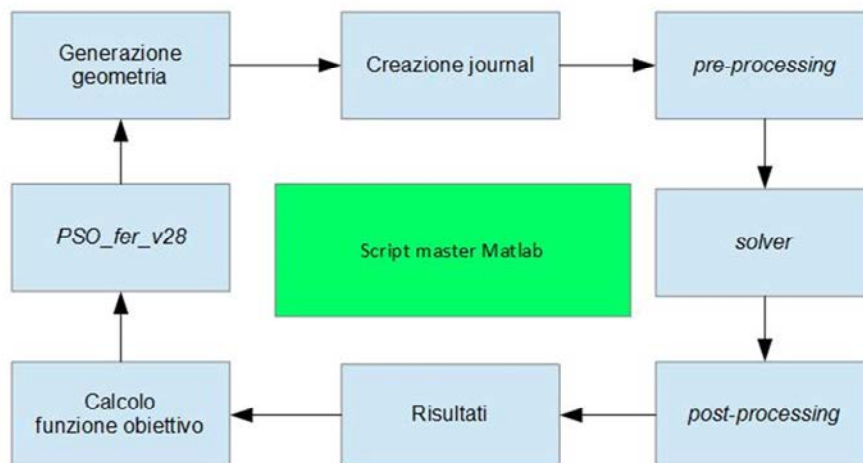 Generazione
geometria
Creazione journal
pre-processing
PSO_fer_v28
Script master Matlab
solver
Calcolo
funzione obiettivo
Risultati
post-processing